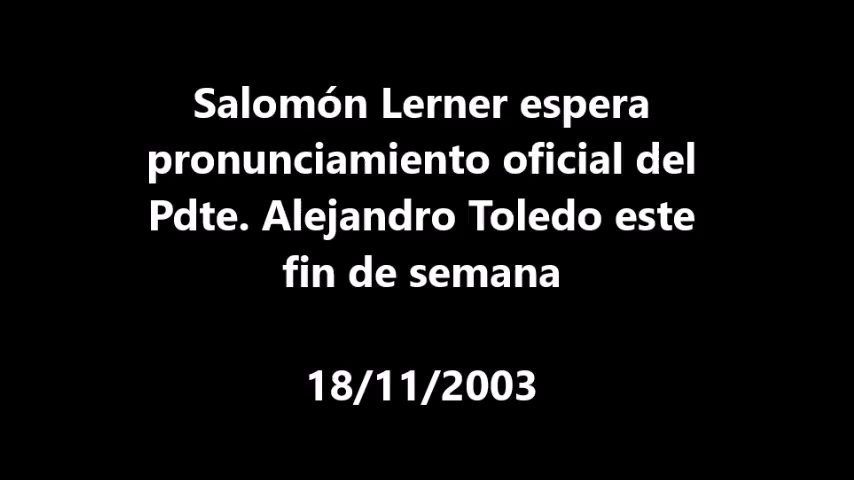 Salomón Lerner espera
pronunciamiento oficial del
Pdte. Alejandro Toledo este
fin de semana
18/11/2003